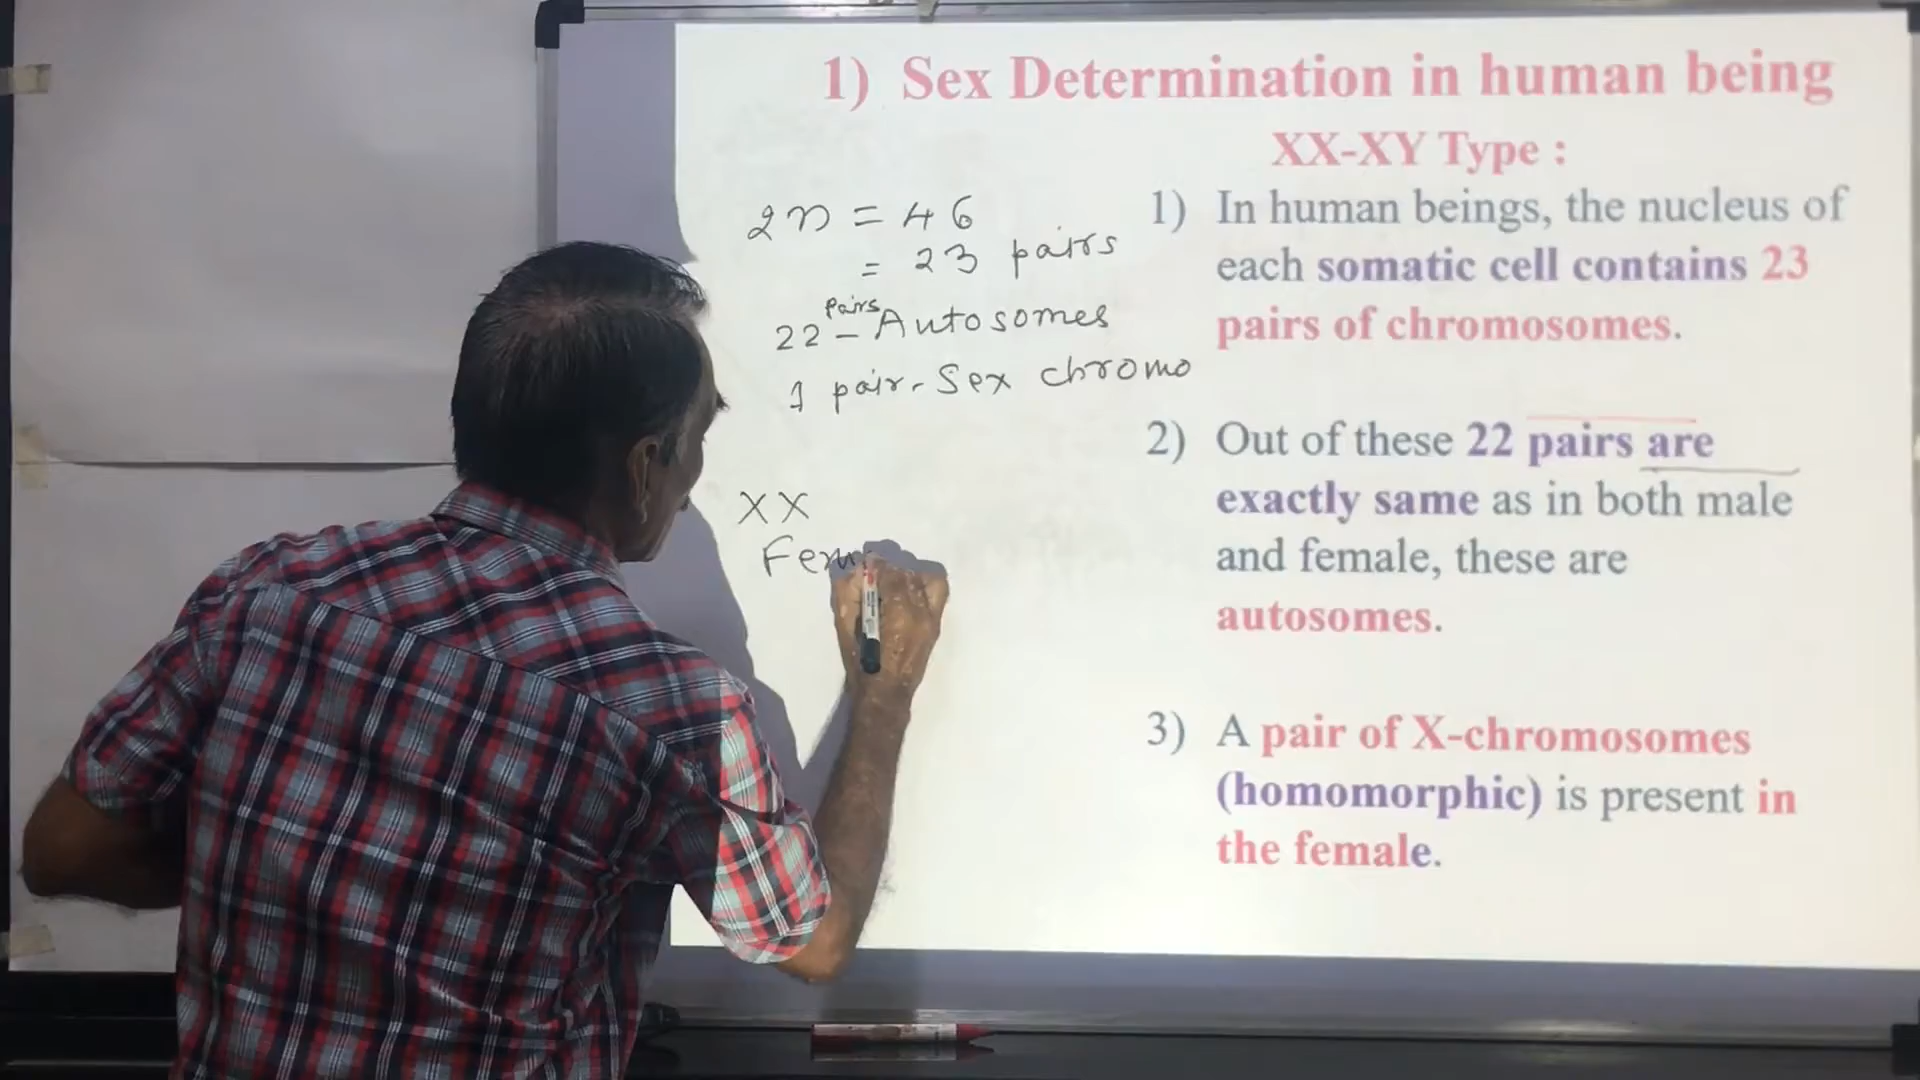 1) Sex Determination in human being
XX-XY Type :
2n = 46
= 23 pairs
pairs
22 - Autosomes
1 pair - Sex chromo
XX
1) In human beings, the nucleus of
each somatic cell contains 23
pairs of chromosomes.
2) Out of these 22 pairs are
exactly same as in both male
and female, these are
autosomes.
3) A pair of X-chromosomes
(homomorphic) is present in
the female.